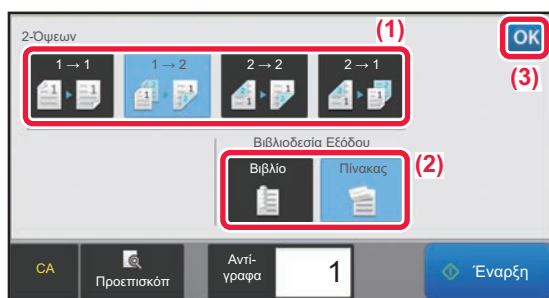 2-Όψεων
(1)
OK
(3)
1 → 1
1 → 2
2 → 2
2 → 1
Βιβλιοδεσία Εξόδου
Βιβλίο
Πίνακας
(2)
CA
Προεπισκόπ
Αντί-
γραφα
1
Έναρξη